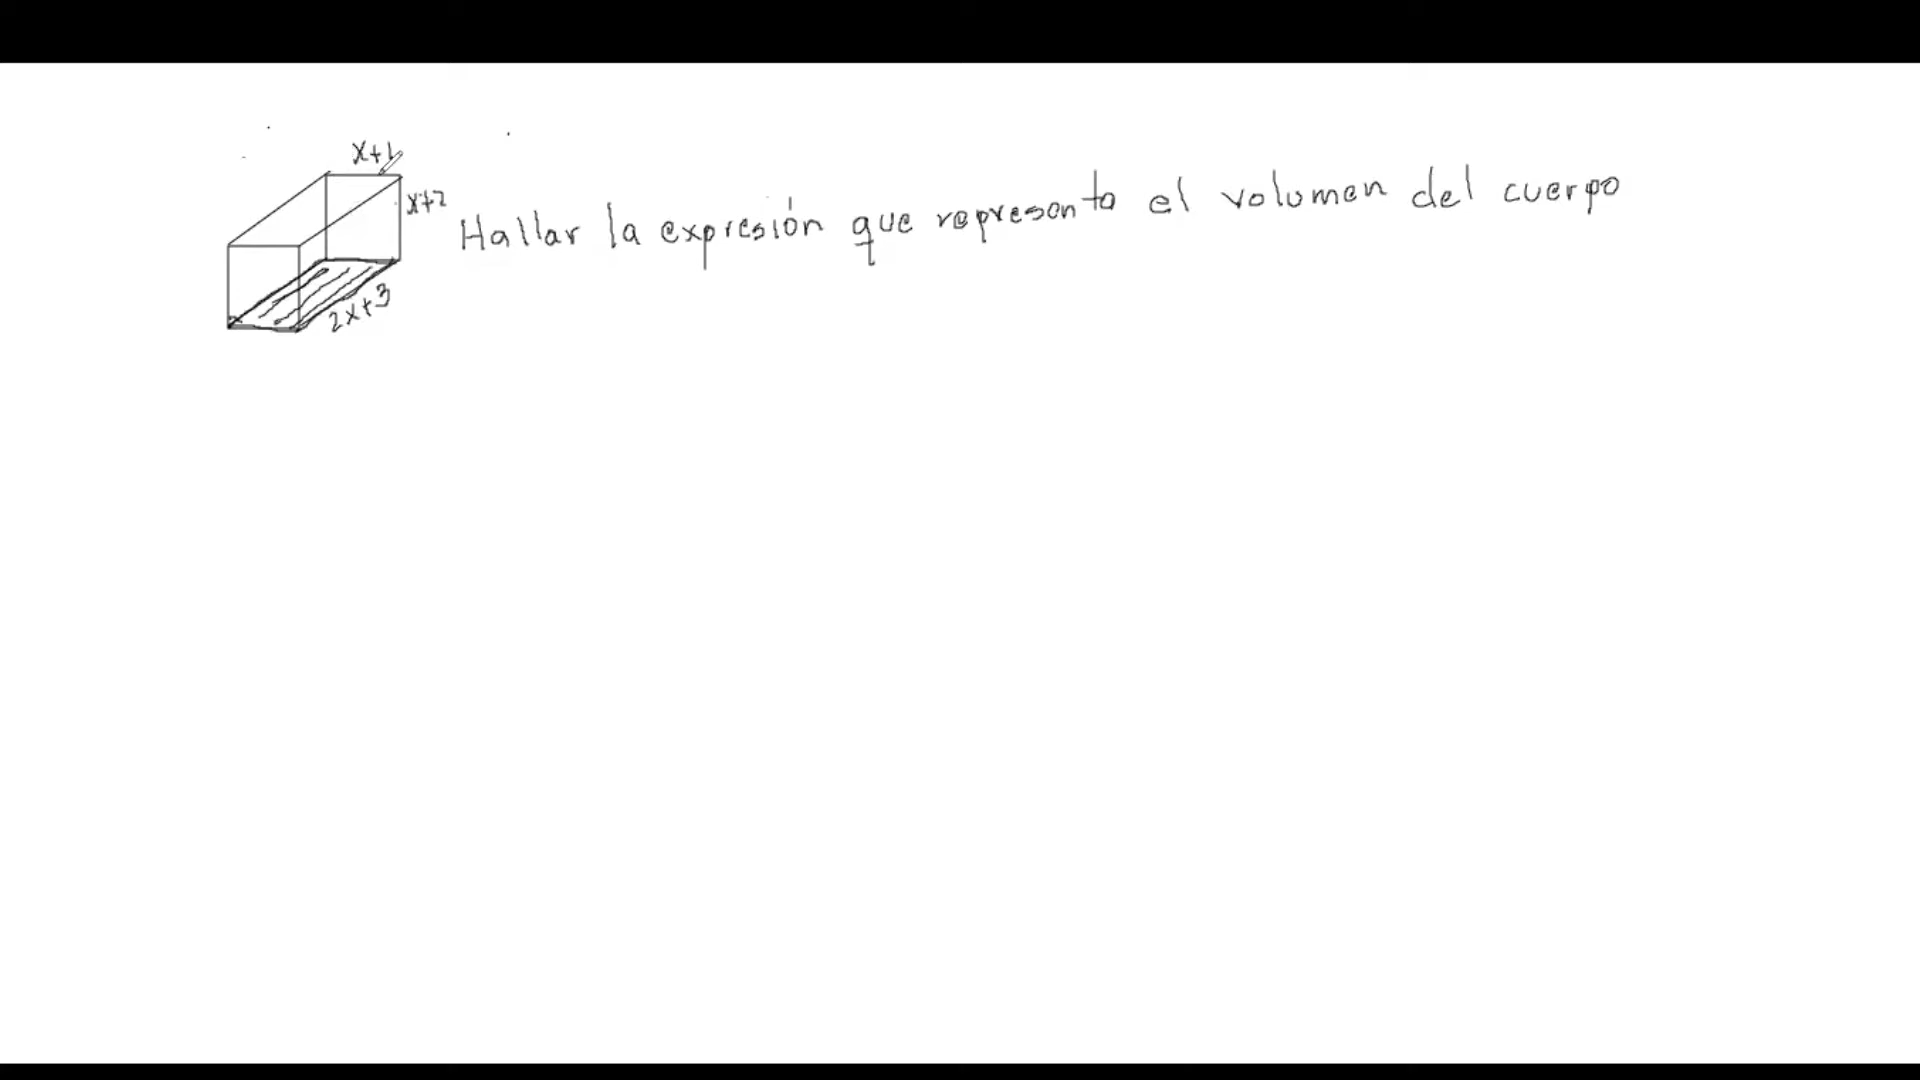 x+1
x+2
Hallar la expresión que representa el volumen del cuerpo
2x+3